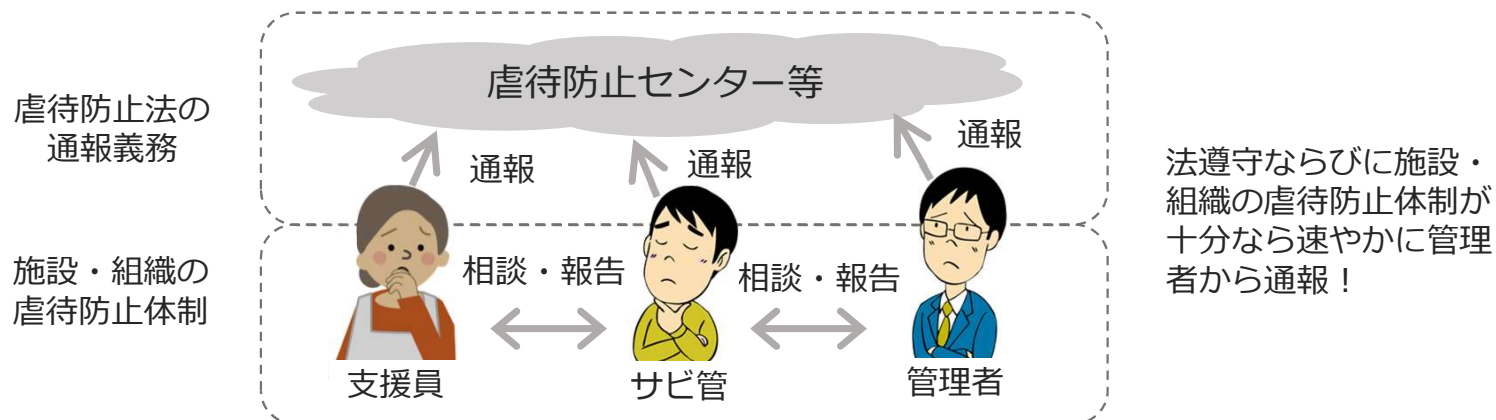 虐待防止法の
通報義務
虐待防止センター等
通報
通報
通報
施設・組織の
虐待防止体制
相談・報告
相談・報告
支援員
サビ管
管理者
法遵守ならびに施設・
組織の虐待防止体制が
十分なら速やかに管理
者から通報！